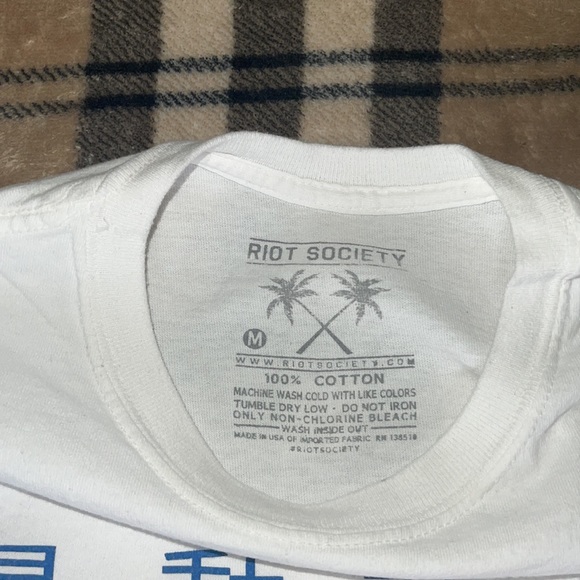 RIOT SOCIETY
M
WWW.RIOTSOCIETY.COM
100% COTTON
MACHINE WASH COLD WITH LIKE COLORS
TUMBLE DRY LOW - DO NOT IRON
ONLY NON-CHLORINE BLEACH
WASH INSIDE OUT
MADE IN USA OF IMPORTED FABRIC RN 138518
#RIOTSOCIETY